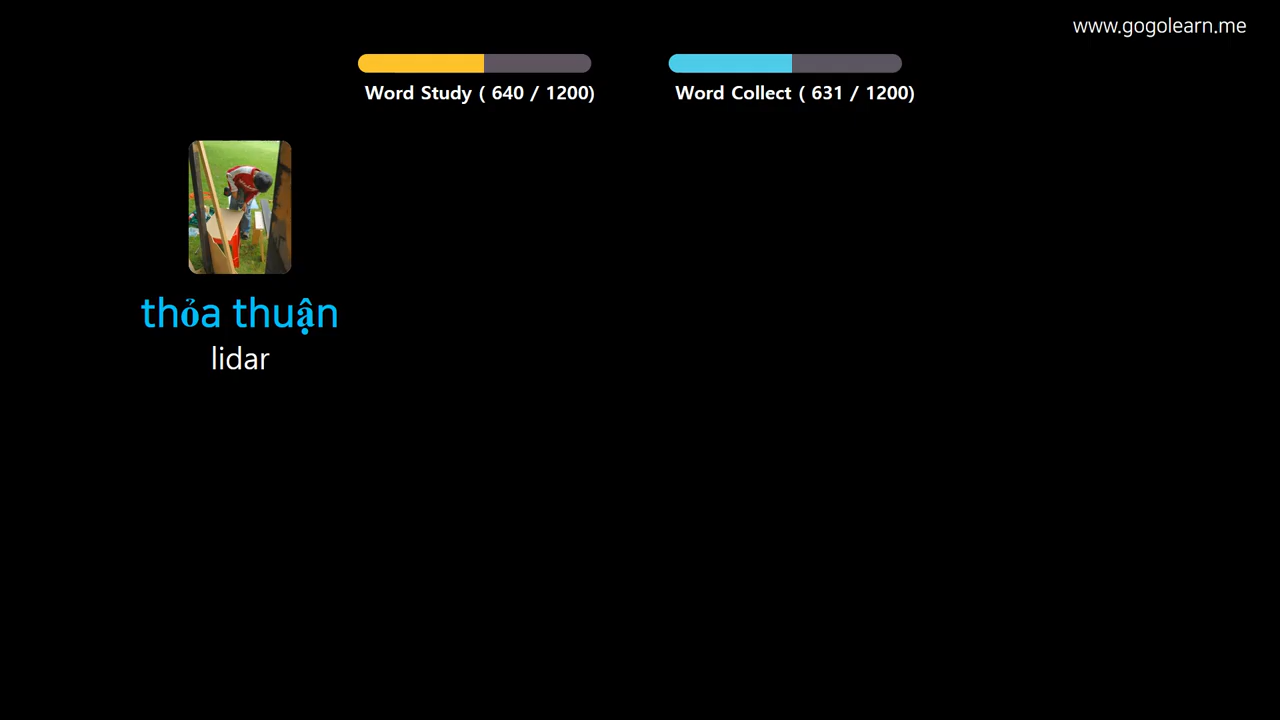 www.gogolearn.me
Word Study ( 640 / 1200)
Word Collect ( 631 / 1200)
thỏa thuận
lidar